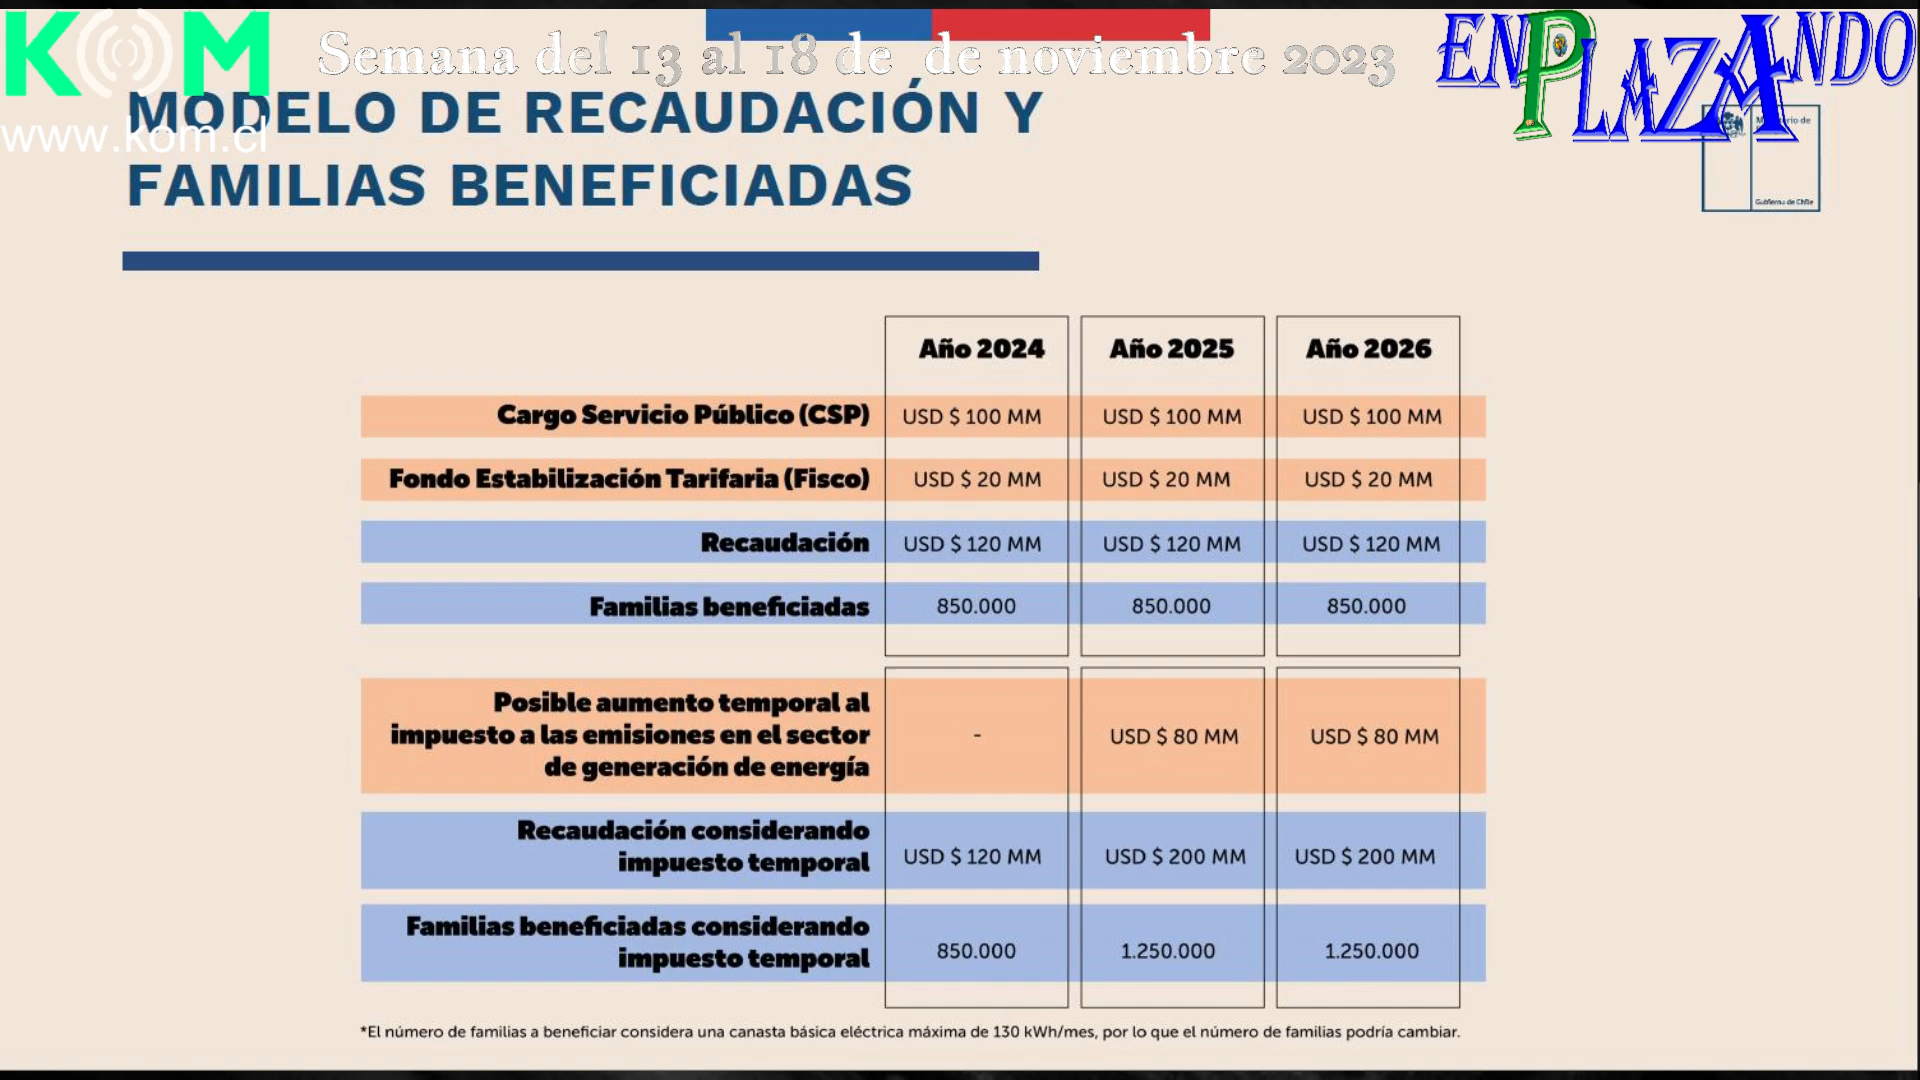 KOM
www.kom.cl
Semana del 13 al 18 de de noviembre 2023
ENPLAZANDO
MODELO DE RECAUDACIÓN Y
FAMILIAS BENEFICIADAS
Gobierno de Chile
Año 2024 Año 2025 Año 2026
Cargo Servicio Público (CSP) USD $ 100 MM USD $ 100 MM USD $ 100 MM
Fondo Estabilización Tarifaria (Fisco) USD $ 20 MM USD $ 20 MM USD $ 20 MM
Recaudación USD $ 120 MM USD $ 120 MM USD $ 120 MM
Familias beneficiadas 850.000 850.000 850.000
Posible aumento temporal al
impuesto a las emisiones en el sector - USD $ 80 MM USD $ 80 MM
de generación de energía
Recaudación considerando
impuesto temporal USD $ 120 MM USD $ 200 MM USD $ 200 MM
Familias beneficiadas considerando
impuesto temporal 850.000 1.250.000 1.250.000
*El número de familias a beneficiar considera una canasta básica eléctrica máxima de 130 kWh/mes, por lo que el número de familias podría cambiar.